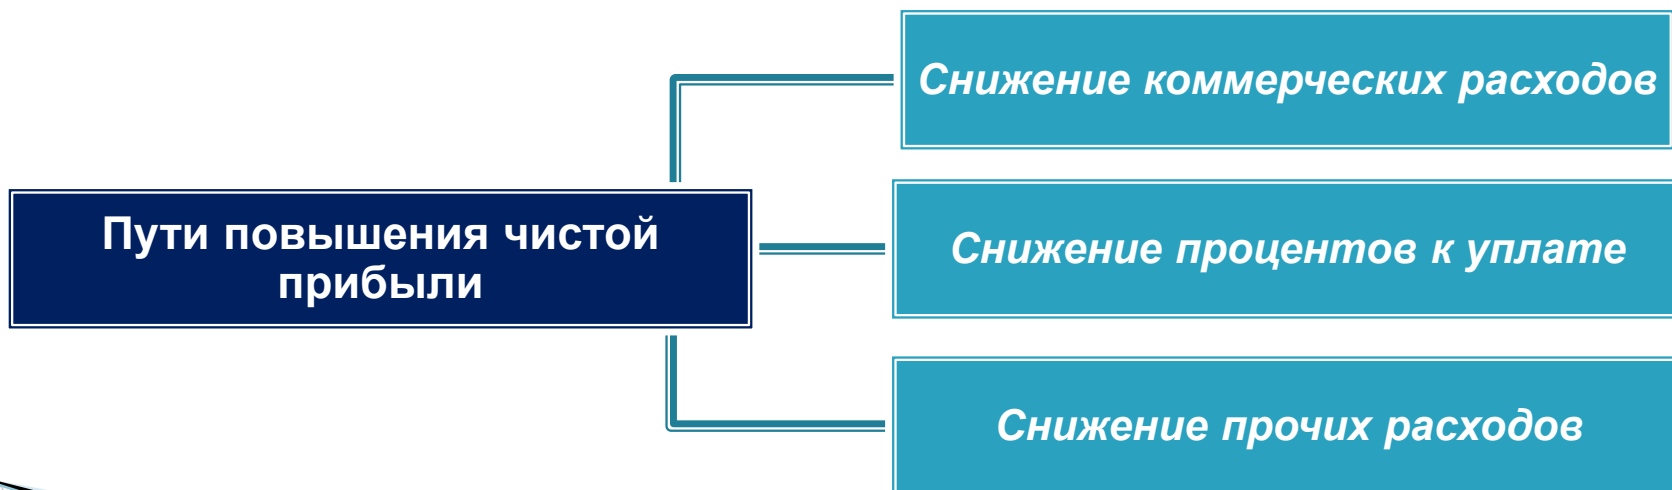 Снижение коммерческих расходов
Пути повышения чистой
прибыли
Снижение процентов к уплате
Снижение прочих расходов